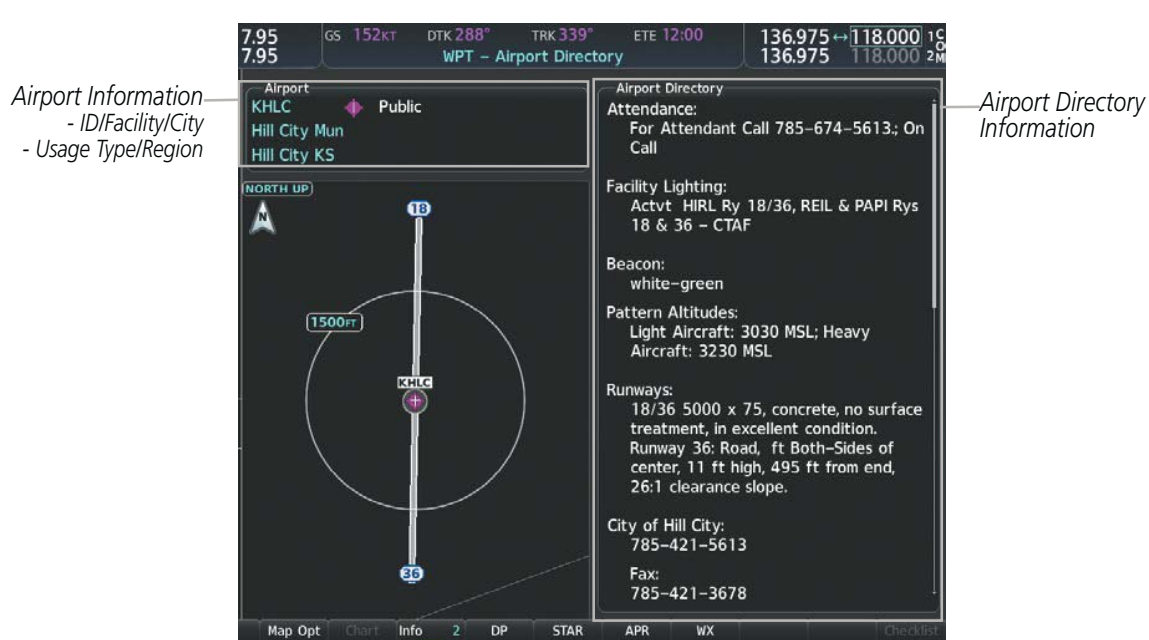 7.95 GS 152KT DTK 288° TRK 339° ETE 12:00 136.975 ↔ 118.000 1
7.95 WPT – Airport Directory 136.975 118.000 2
Airport Information
- ID/Facility/City
- Usage Type/Region
Airport
KHLC Public
Hill City Mun
Hill City KS
NORTH UP
N
18
1500FT
KHLC
36
Airport Directory
Attendance:
For Attendant Call 785-674-5613.; On
Call
Facility Lighting:
Actvt HIRL Ry 18/36, REIL & PAPI Rys
18 & 36 – CTAF
Beacon:
white-green
Pattern Altitudes:
Light Aircraft: 3030 MSL; Heavy
Aircraft: 3230 MSL
Runways:
18/36 5000 x 75, concrete, no surface
treatment, in excellent condition.
Runway 36: Road, ft Both-Sides of
center, 11 ft high, 495 ft from end,
26:1 clearance slope.
City of Hill City:
785-421-5613
Fax:
785-421-3678
Airport Directory
Information
Map Opt Chart Info 2 DP STAR APR WX Checklist